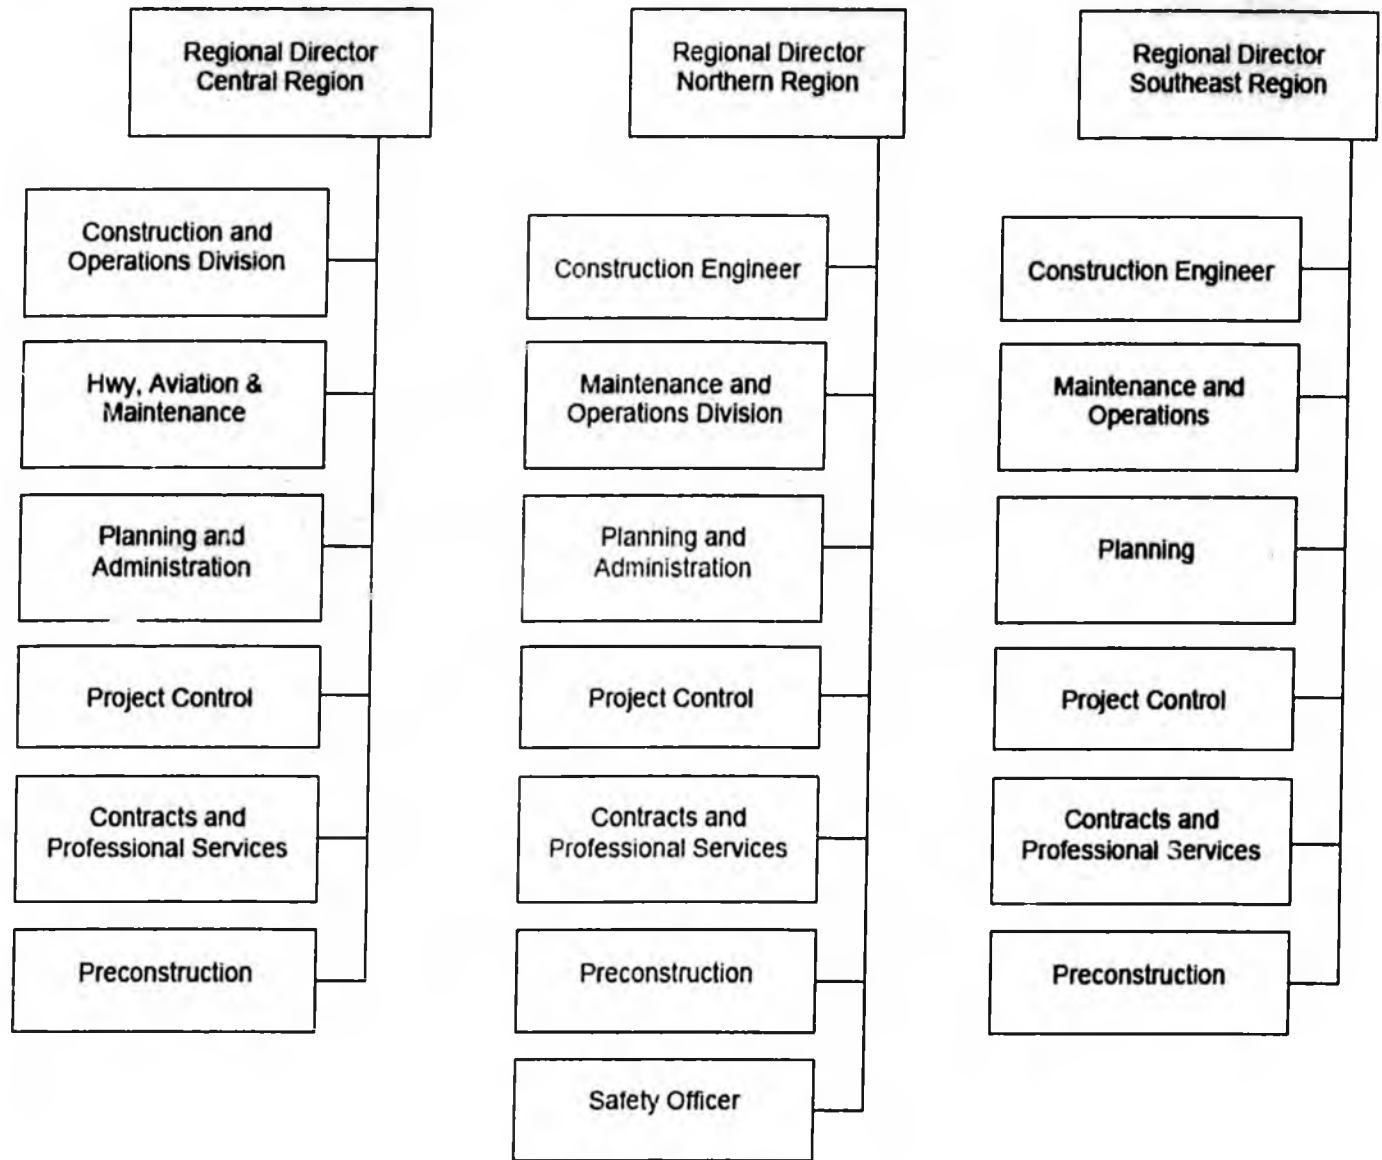 Regional Director
Central Region
Construction and
Operations Division
Hwy, Aviation &
Maintenance
Planning and
Administration
Project Control
Contracts and
Professional Services
Preconstruction
Regional Director
Northern Region
Construction Engineer
Maintenance and
Operations Division
Planning and
Administration
Project Control
Contracts and
Professional Services
Preconstruction
Safety Officer
Regional Director
Southeast Region
Construction Engineer
Maintenance and
Operations
Planning
Project Control
Contracts and
Professional Services
Preconstruction